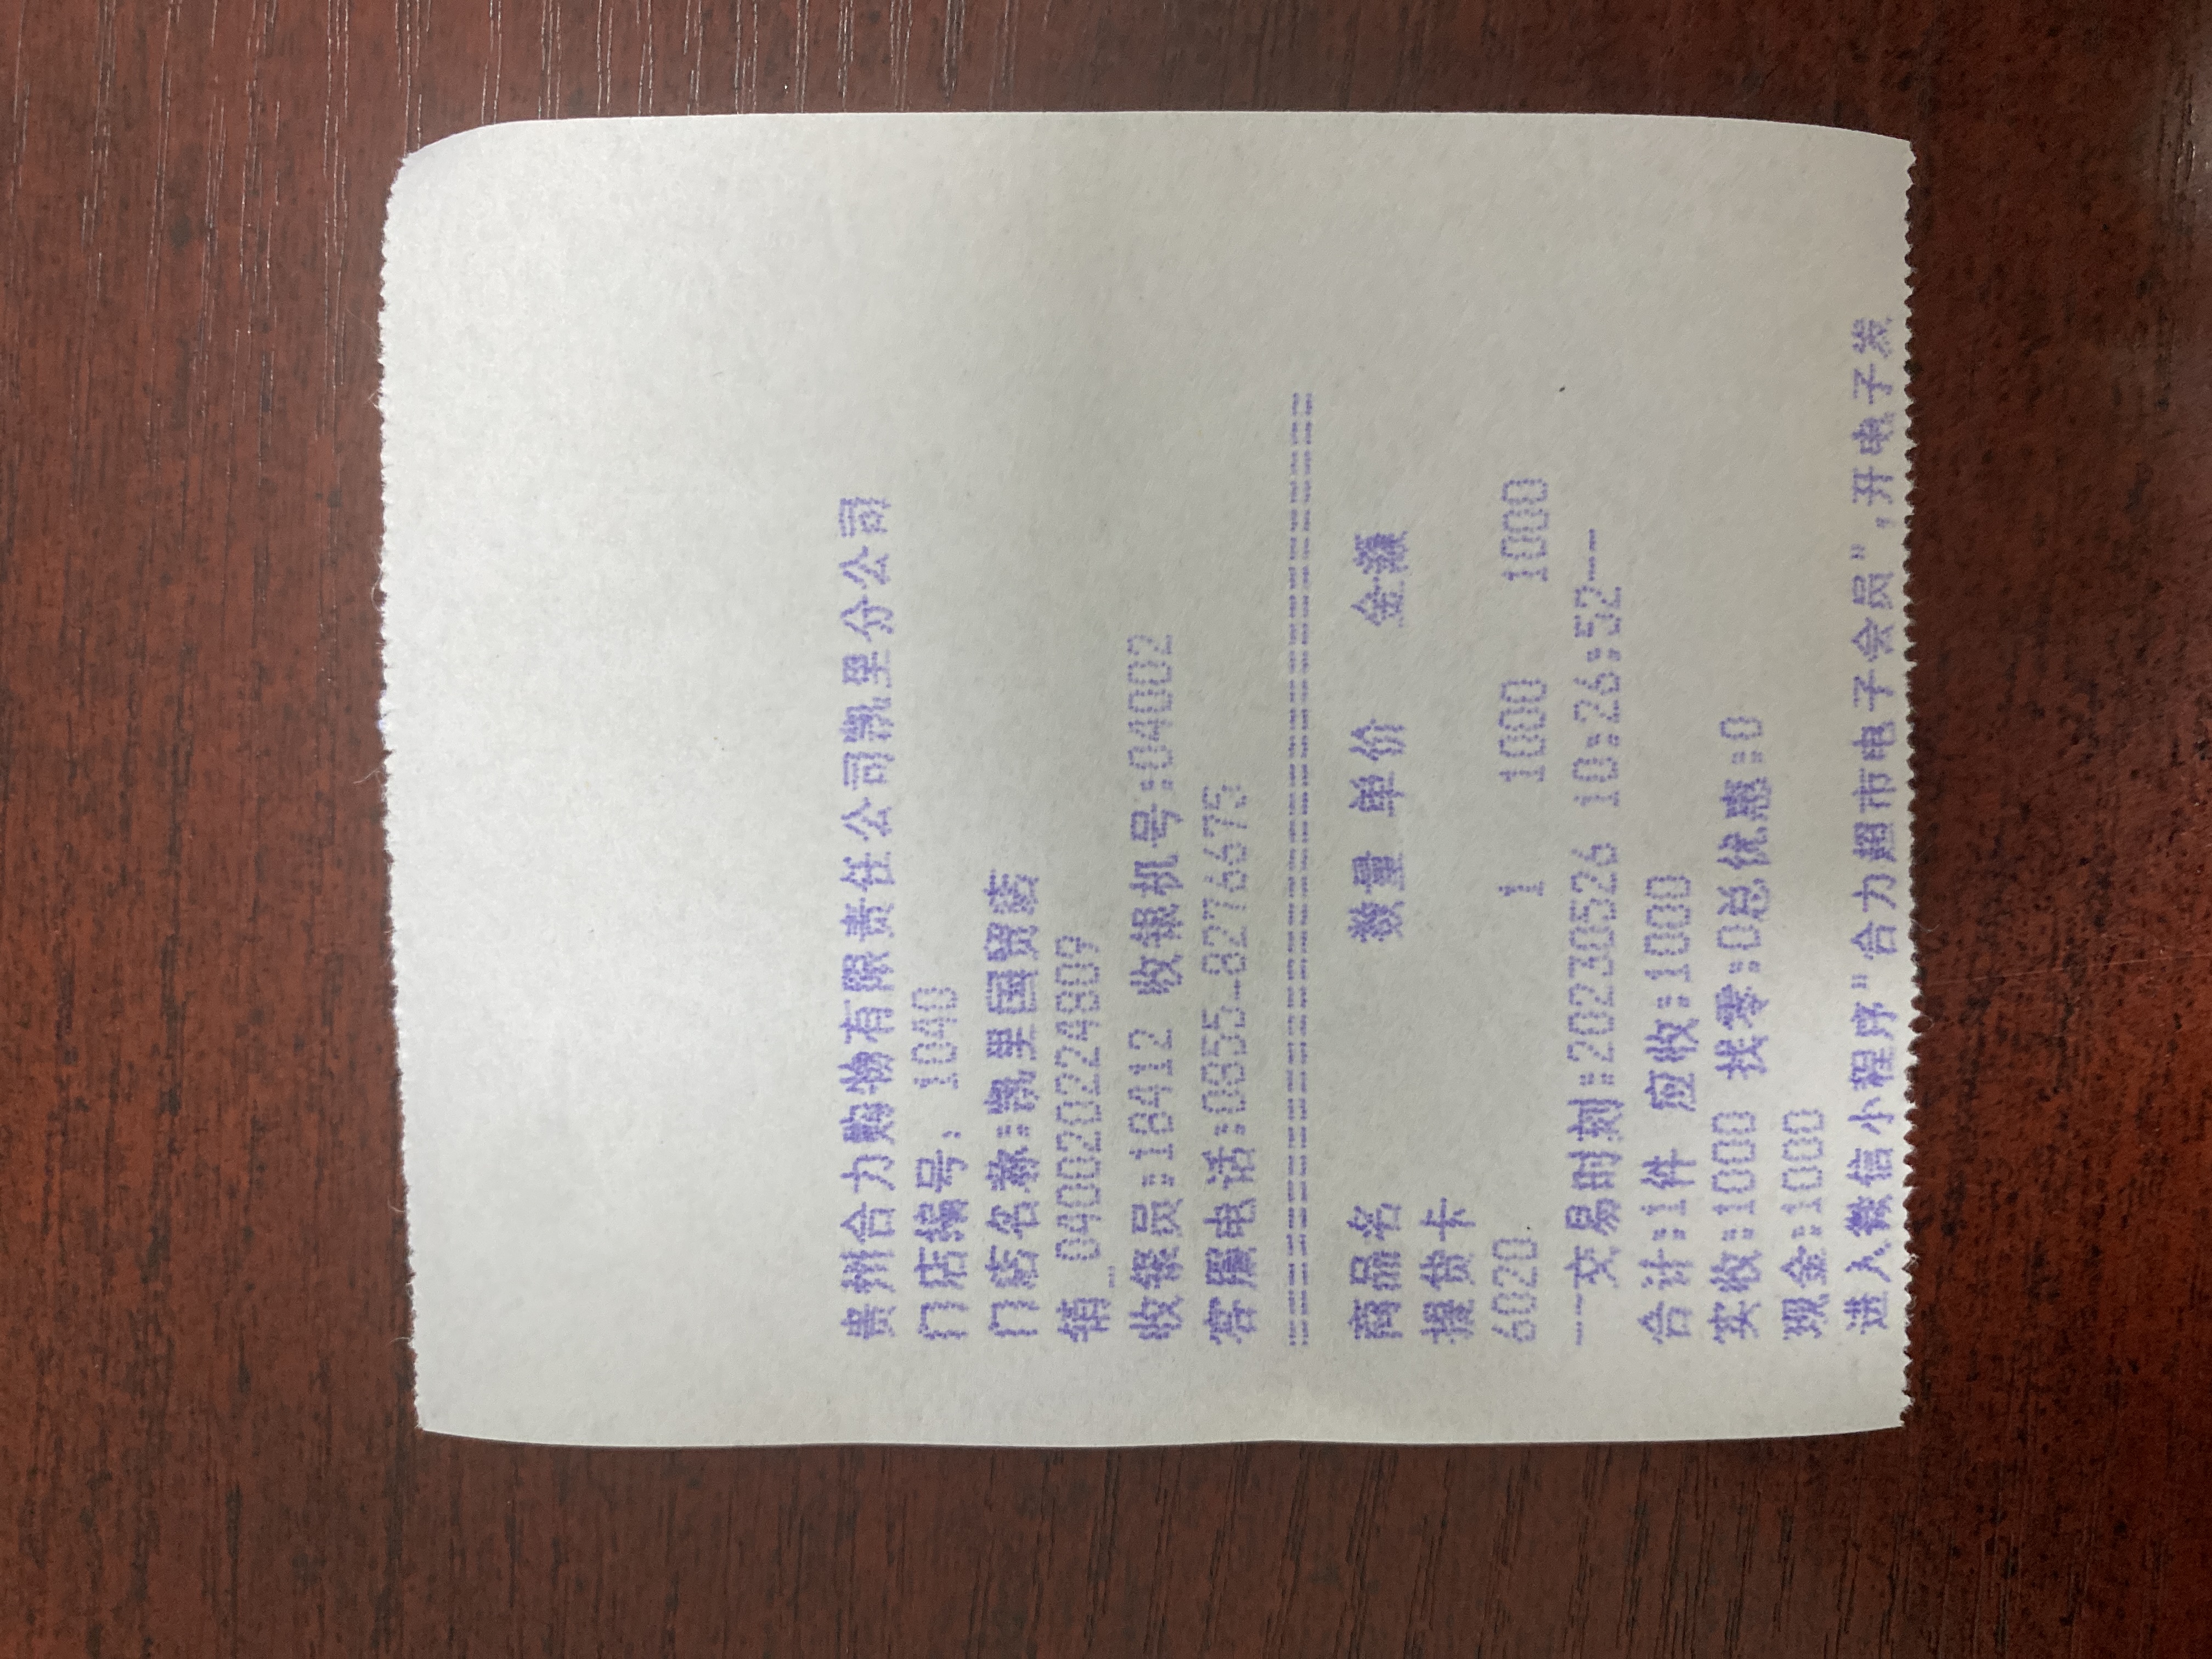 贵州合力购物有限责任公司凯里分公司
门店编号: 1040
门店名称:凯里国贸店
销_040020224809
收银员:18412 收银机号:04002
客服电话:0855-8276675
========================================
商品名 数量 单价 金额
提货卡
6020 1 1000 1000
--交易时刻:20230526 10:26:52--
合计:1件 应收:1000
实收:1000 找零:0总优惠:0
现金:1000
进入微信小程序"合力超市电子会员",开电子发